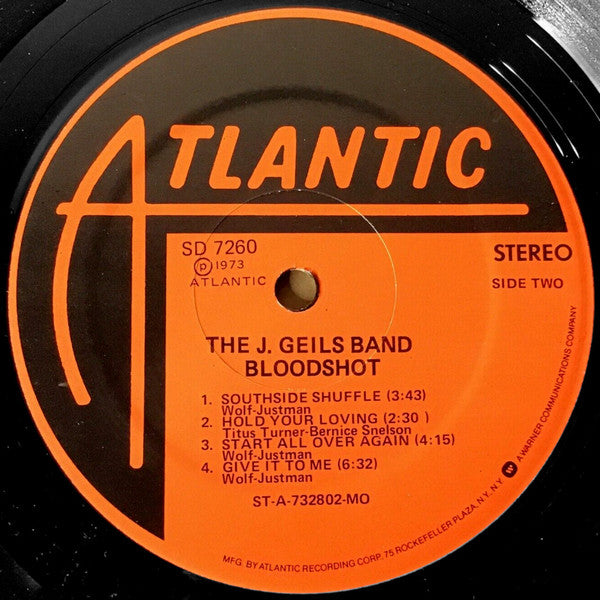 ATLANTIC
SD 7260
℗ 1973
ATLANTIC
STEREO
SIDE TWO
THE J. GEILS BAND
BLOODSHOT
1. SOUTHSIDE SHUFFLE (3:43)
Wolf-Justman
2. HOLD YOUR LOVING (2:30 )
Titus Turner-Bernice Snelson
3. START ALL OVER AGAIN (4:15)
Wolf-Justman
4. GIVE IT TO ME (6:32)
Wolf-Justman
ST-A-732802-MO
MFG. BY ATLANTIC RECORDING CORP. 75 ROCKEFELLER PLAZA, N.Y., N.Y. W A WARNER COMMUNICATIONS COMPANY